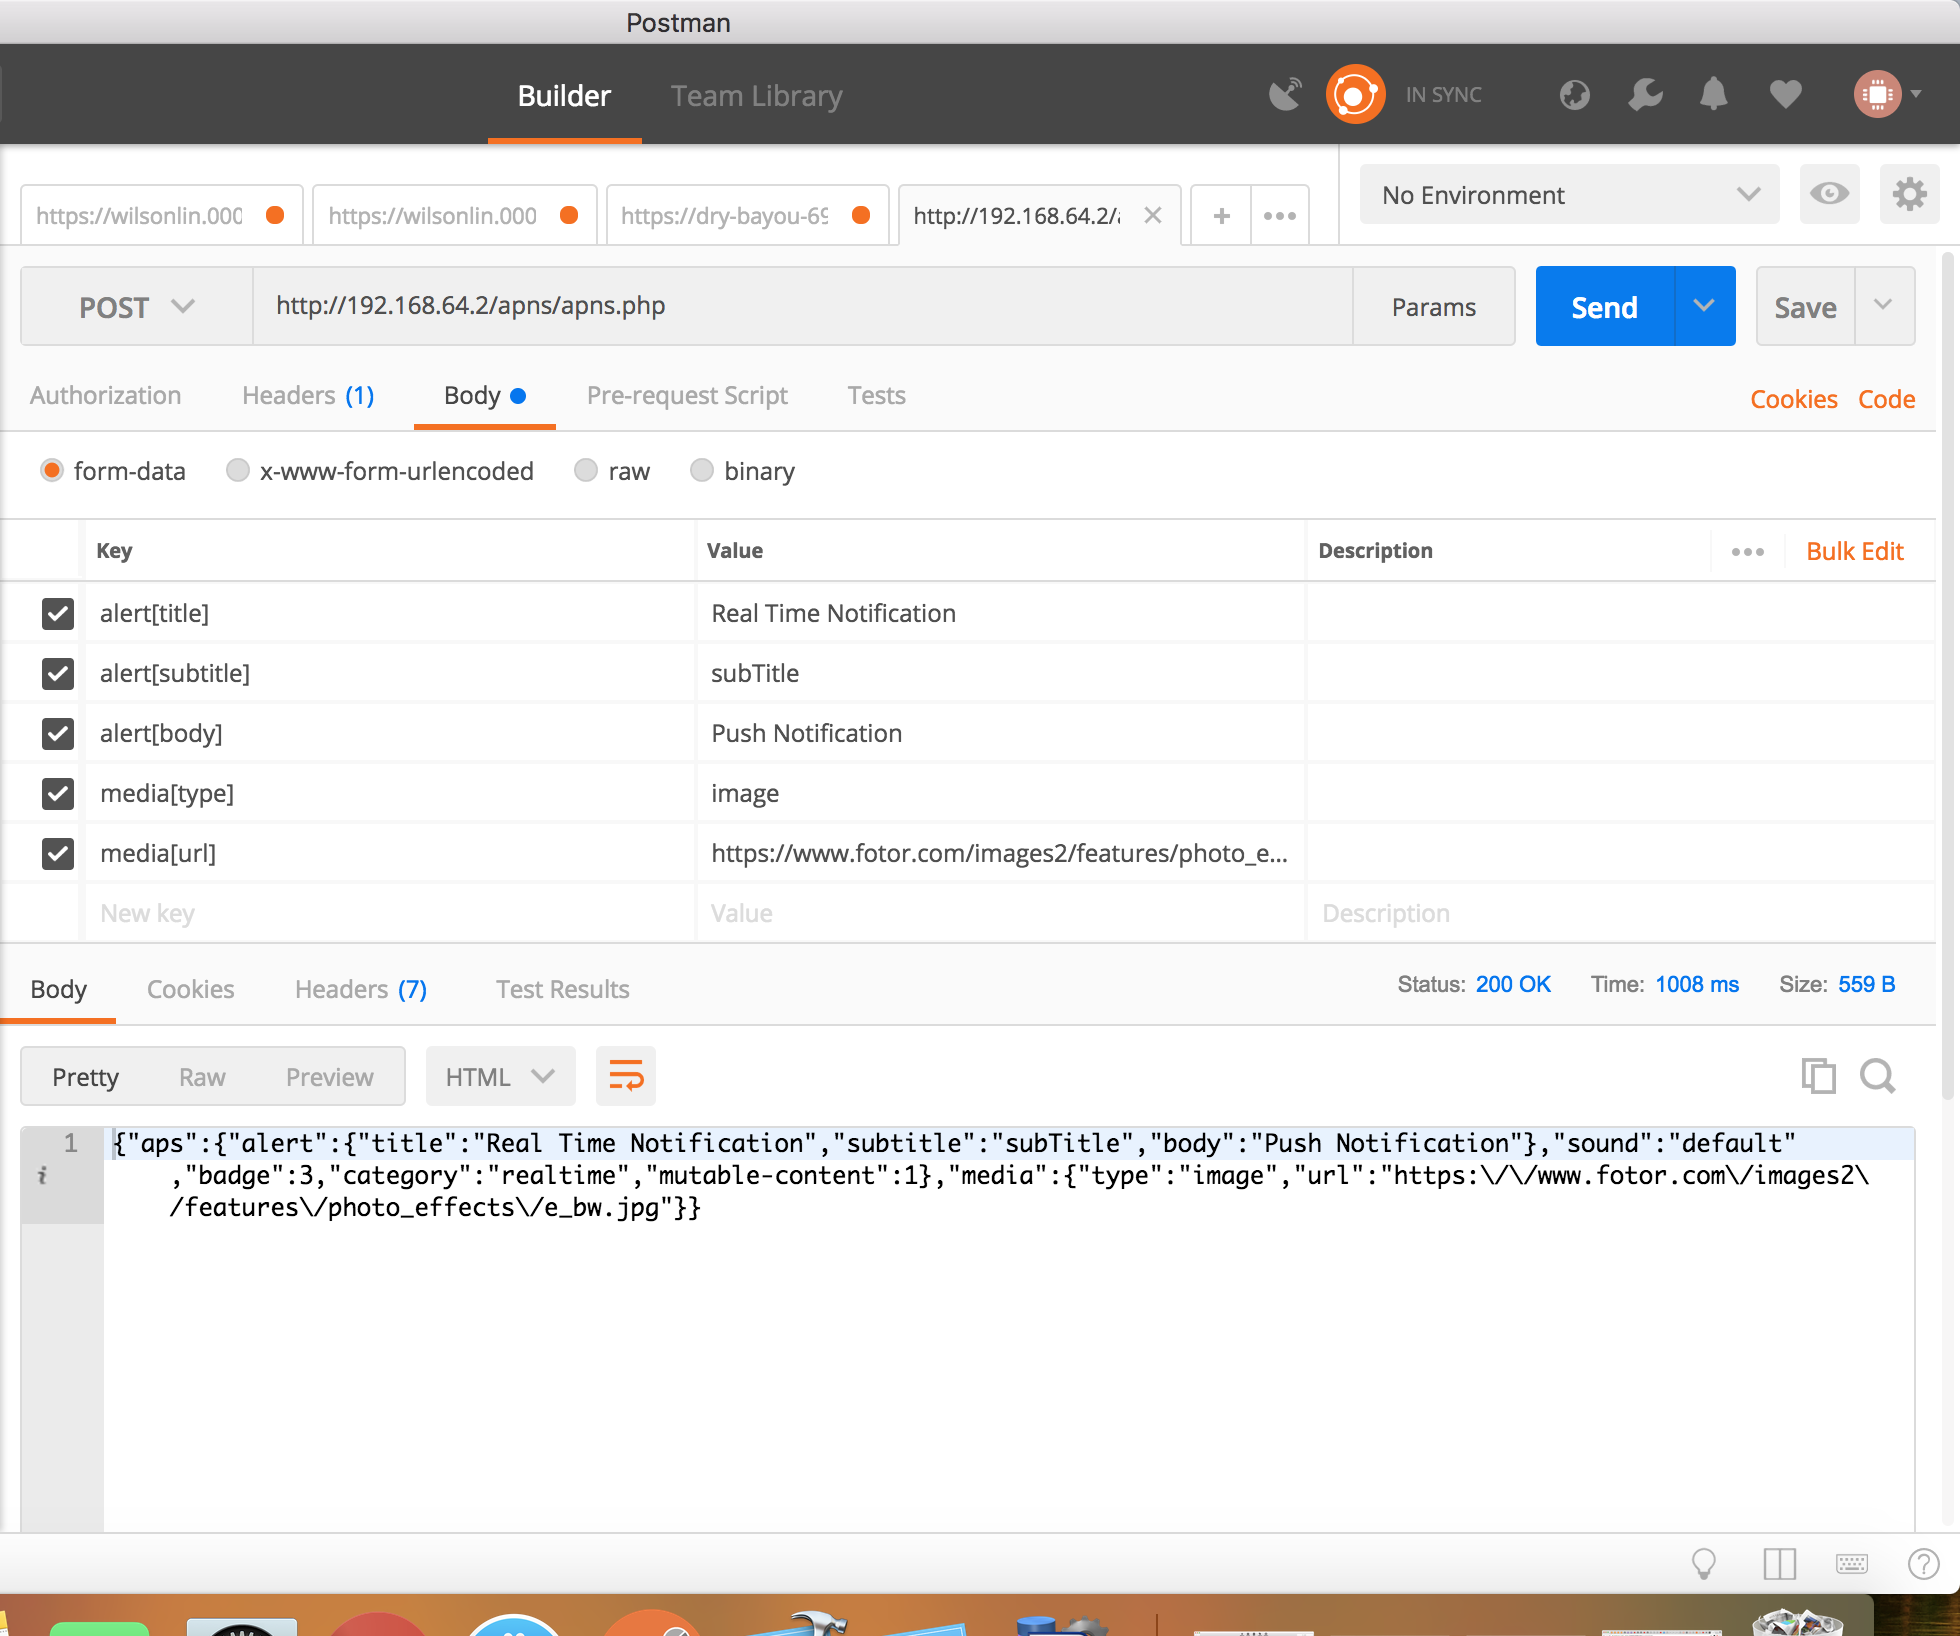 Postman
Builder Team Library IN SYNC
https://wilsonlin.000 https://wilsonlin.000 https://dry-bayou-69 http://192.168.64.2/ + No Environment
POST http://192.168.64.2/apns/apns.php Params Send Save
Authorization Headers (1) Body Pre-request Script Tests Cookies Code
form-data x-www-form-urlencoded raw binary
Key Value Description Bulk Edit
alert[title] Real Time Notification
alert[subtitle] subTitle
alert[body] Push Notification
media[type] image
media[url] https://www.fotor.com/images2/features/photo_e...
New key Value Description
Body Cookies Headers (7) Test Results Status: 200 OK Time: 1008 ms Size: 559 B
Pretty Raw Preview HTML
1 {"aps":{"alert":{"title":"Real Time Notification","subtitle":"subTitle","body":"Push Notification"},"sound":"default"
i ,"badge":3,"category":"realtime","mutable-content":1},"media":{"type":"image","url":"https:\/\/www.fotor.com\/images2\
/features\/photo_effects\/e_bw.jpg"}}